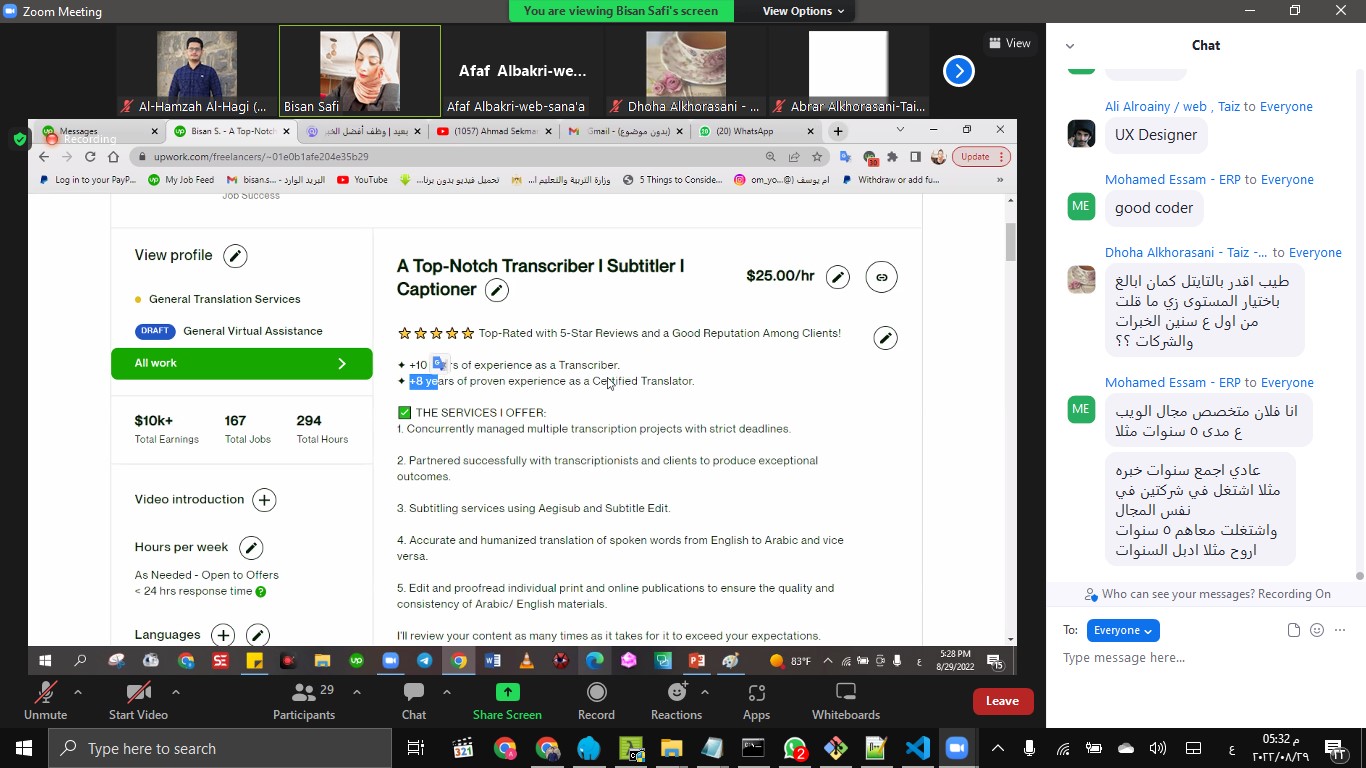 Zoom Meeting
You are viewing Bisan Safi's screen
View Options
Al-Hamzah Al-Hagi (...
Bisan Safi
Afaf Albakri-we...
Afaf Albakri-web-sana'a
Dhoha Alkhorasani - ...
Abrar Alkhorasani-Tai...
View
Recording
Messages
Bisan S. - A Top-Notch
بعيد | وظف أفضل الخبر
(1057) Ahmad Sekma
Gmail - (بدون موضوع)
(20) WhatsApp
upwork.com/freelancers/~01e0b1afe204e35b29
30
Update
Log in to your PayP...
My Job Feed
البريد الوارد - bisan.s...
YouTube
تحميل فيديو بدون برنا...
وزارة التربية والتعليم ا...
5 Things to Conside...
ام يوسف (@om_yo...
Withdraw or add fu...
»
Job Success
View profile
General Translation Services
DRAFT General Virtual Assistance
All work
$10k+ 167 294
Total Earnings Total Jobs Total Hours
Video introduction
Hours per week
As Needed - Open to Offers
< 24 hrs response time
Languages
A Top-Notch Transcriber I Subtitler I
Captioner
$25.00/hr
Top-Rated with 5-Star Reviews and a Good Reputation Among Clients!
+10 rs of experience as a Transcriber.
+8 years of proven experience as a Certified Translator.
THE SERVICES I OFFER:
1. Concurrently managed multiple transcription projects with strict deadlines.
2. Partnered successfully with transcriptionists and clients to produce exceptional
outcomes.
3. Subtitling services using Aegisub and Subtitle Edit.
4. Accurate and humanized translation of spoken words from English to Arabic and vice
versa.
5. Edit and proofread individual print and online publications to ensure the quality and
consistency of Arabic/ English materials.
I'll review your content as many times as it takes for it to exceed your expectations.
83°F
ع
5:28 PM
8/29/2022
15
Unmute
Start Video
29
Participants
Chat
Share Screen
Record
Reactions
Apps
Whiteboards
Leave
Chat
Ali Alroainy / web , Taiz to Everyone
UX Designer
Mohamed Essam - ERP to Everyone
ME
good coder
Dhoha Alkhorasani - Taiz -... to Everyone
طيب اقدر بالتايتل كمان ابالغ
باختيار المستوى زي ما قلت
من اول ع سنين الخبرات
والشركات ؟؟
Mohamed Essam - ERP to Everyone
ME
انا فلان متخصص مجال الويب
ع مدى ٥ سنوات مثلا
عادي اجمع سنوات خبره
مثلا اشتغل في شركتين في
نفس المجال
واشتغلت معاهم ٥ سنوات
اروح مثلا ادبل السنوات
Who can see your messages? Recording On
To: Everyone
Type message here...
Type here to search
321
2
ع
05:32 م
٢٠٢٢/٠٨/٢٩
١٦